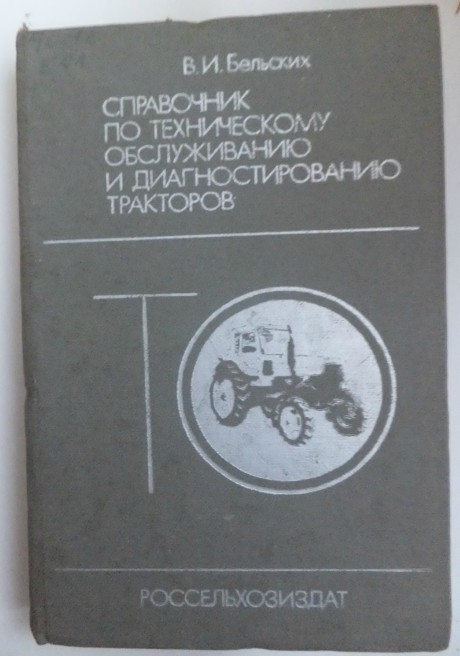 В. И. Бельских
СПРАВОЧНИК
ПО ТЕХНИЧЕСКОМУ
ОБСЛУЖИВАНИЮ
И ДИАГНОСТИРОВАНИЮ
ТРАКТОРОВ
ТО
РОССЕЛЬХОЗИЗДАТ